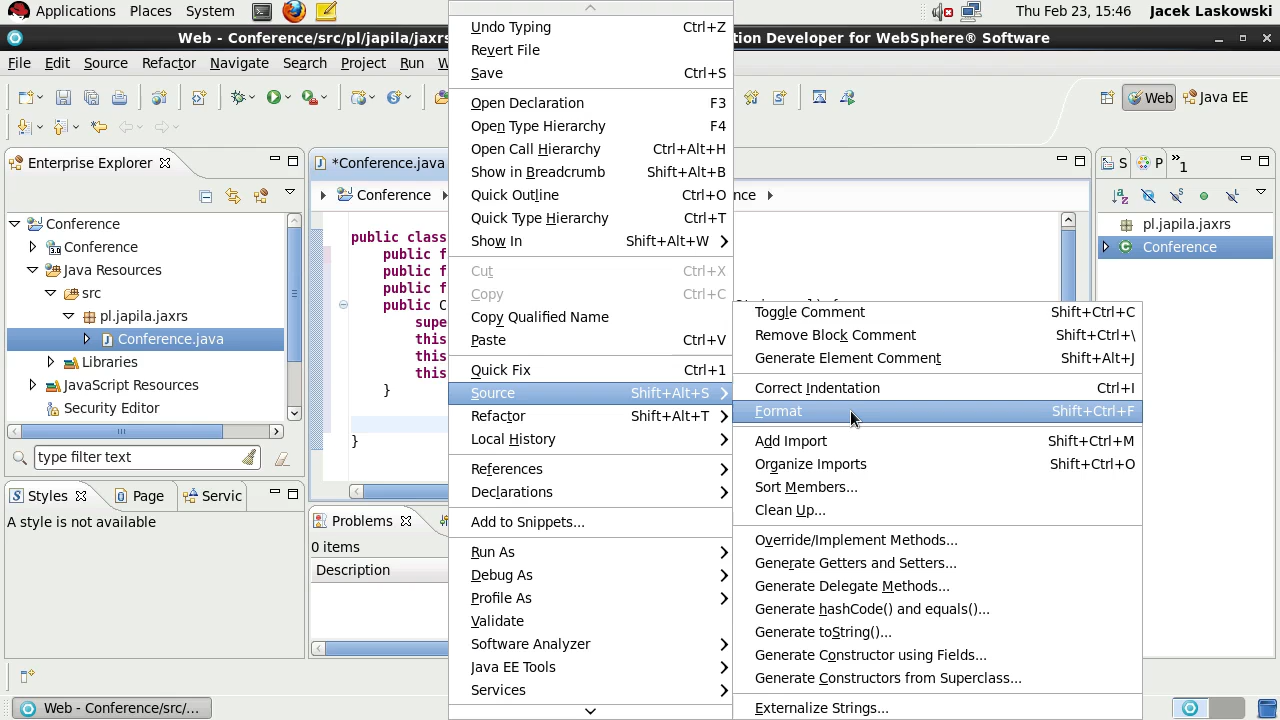 Applications Places System Thu Feb 23, 15:46 Jacek Laskowski
Web - Conference/src/pl/japila/jaxrs tion Developer for WebSphere® Software
File Edit Source Refactor Navigate Search Project Run W
Web Java EE
Enterprise Explorer
Conference
Conference
Java Resources
src
pl.japila.jaxrs
Conference.java
Libraries
JavaScript Resources
Security Editor
type filter text
Styles Page Servic
A style is not available
*Conference.java
Conference nce
public class
public f
public f
public f
public C
supe
this
this
this
}
}
Problems
0 items
Description
Undo Typing Ctrl+Z
Revert File
Save Ctrl+S
Open Declaration F3
Open Type Hierarchy F4
Open Call Hierarchy Ctrl+Alt+H
Show in Breadcrumb Shift+Alt+B
Quick Outline Ctrl+O
Quick Type Hierarchy Ctrl+T
Show In Shift+Alt+W
Cut Ctrl+X
Copy Ctrl+C
Copy Qualified Name
Paste Ctrl+V
Quick Fix Ctrl+1
Source Shift+Alt+S
Refactor Shift+Alt+T
Local History
References
Declarations
Add to Snippets...
Run As
Debug As
Profile As
Validate
Software Analyzer
Java EE Tools
Services
Toggle Comment Shift+Ctrl+C
Remove Block Comment Shift+Ctrl+\
Generate Element Comment Shift+Alt+J
Correct Indentation Ctrl+I
Format Shift+Ctrl+F
Add Import Shift+Ctrl+M
Organize Imports Shift+Ctrl+O
Sort Members...
Clean Up...
Override/Implement Methods...
Generate Getters and Setters...
Generate Delegate Methods...
Generate hashCode() and equals()...
Generate toString()...
Generate Constructor using Fields...
Generate Constructors from Superclass...
Externalize Strings...
S P »1
pl.japila.jaxrs
Conference
Web - Conference/src/...